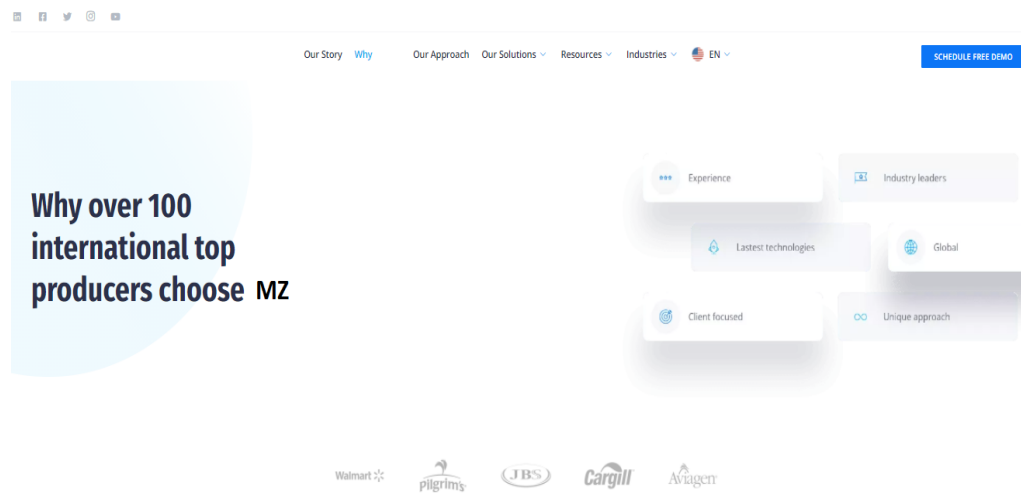 Our Story Why Our Approach Our Solutions Resources Industries EN SCHEDULE FREE DEMO
Why over 100
international top
producers choose MZ
Experience Industry leaders
Lastest technologies Global
Client focused Unique approach
Walmart Pilgrim's JBS Cargill Aviagen